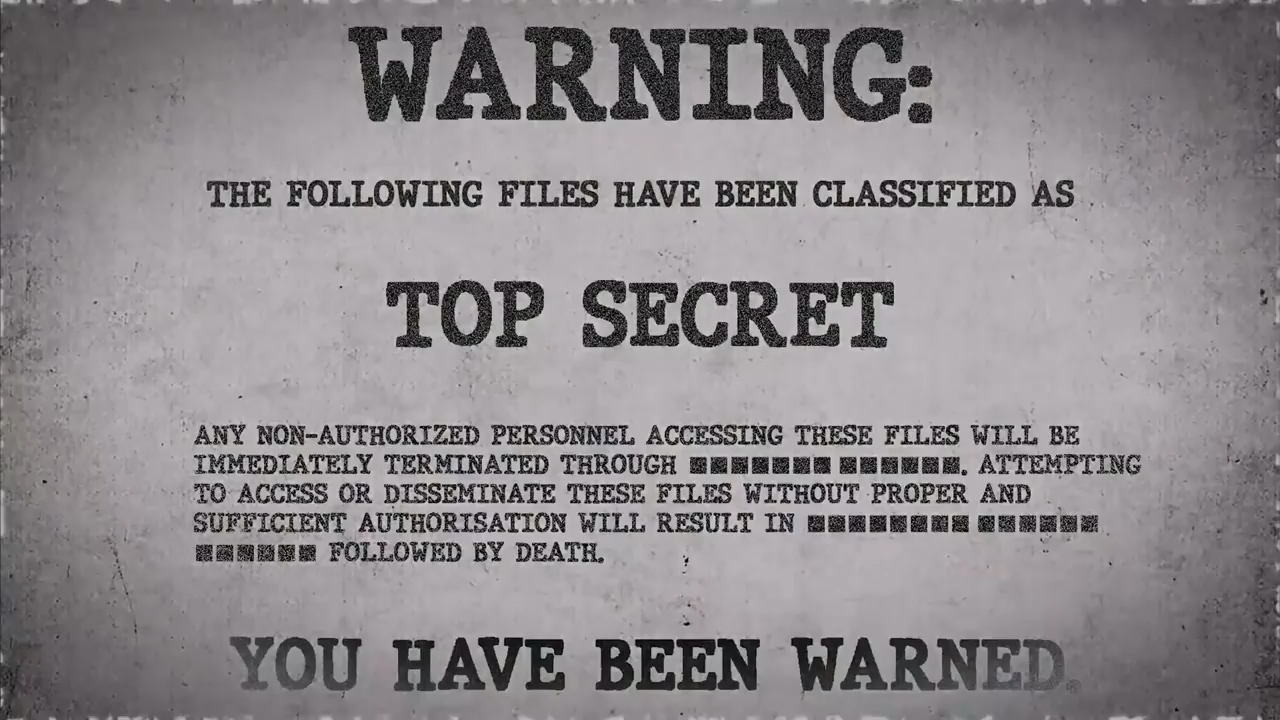 WARNING:
THE FOLLOWING FILES HAVE BEEN CLASSIFIED AS
TOP SECRET
ANY NON-AUTHORIZED PERSONNEL ACCESSING THESE FILES WILL BE
IMMEDIATELY TERMINATED THROUGH ■■■■■■■ ■■■■■■. ATTEMPTING
TO ACCESS OR DISSEMINATE THESE FILES WITHOUT PROPER AND
SUFFICIENT AUTHORISATION WILL RESULT IN ■■■■■■■■ ■■■■■■
■■■■■■ FOLLOWED BY DEATH.
YOU HAVE BEEN WARNED.